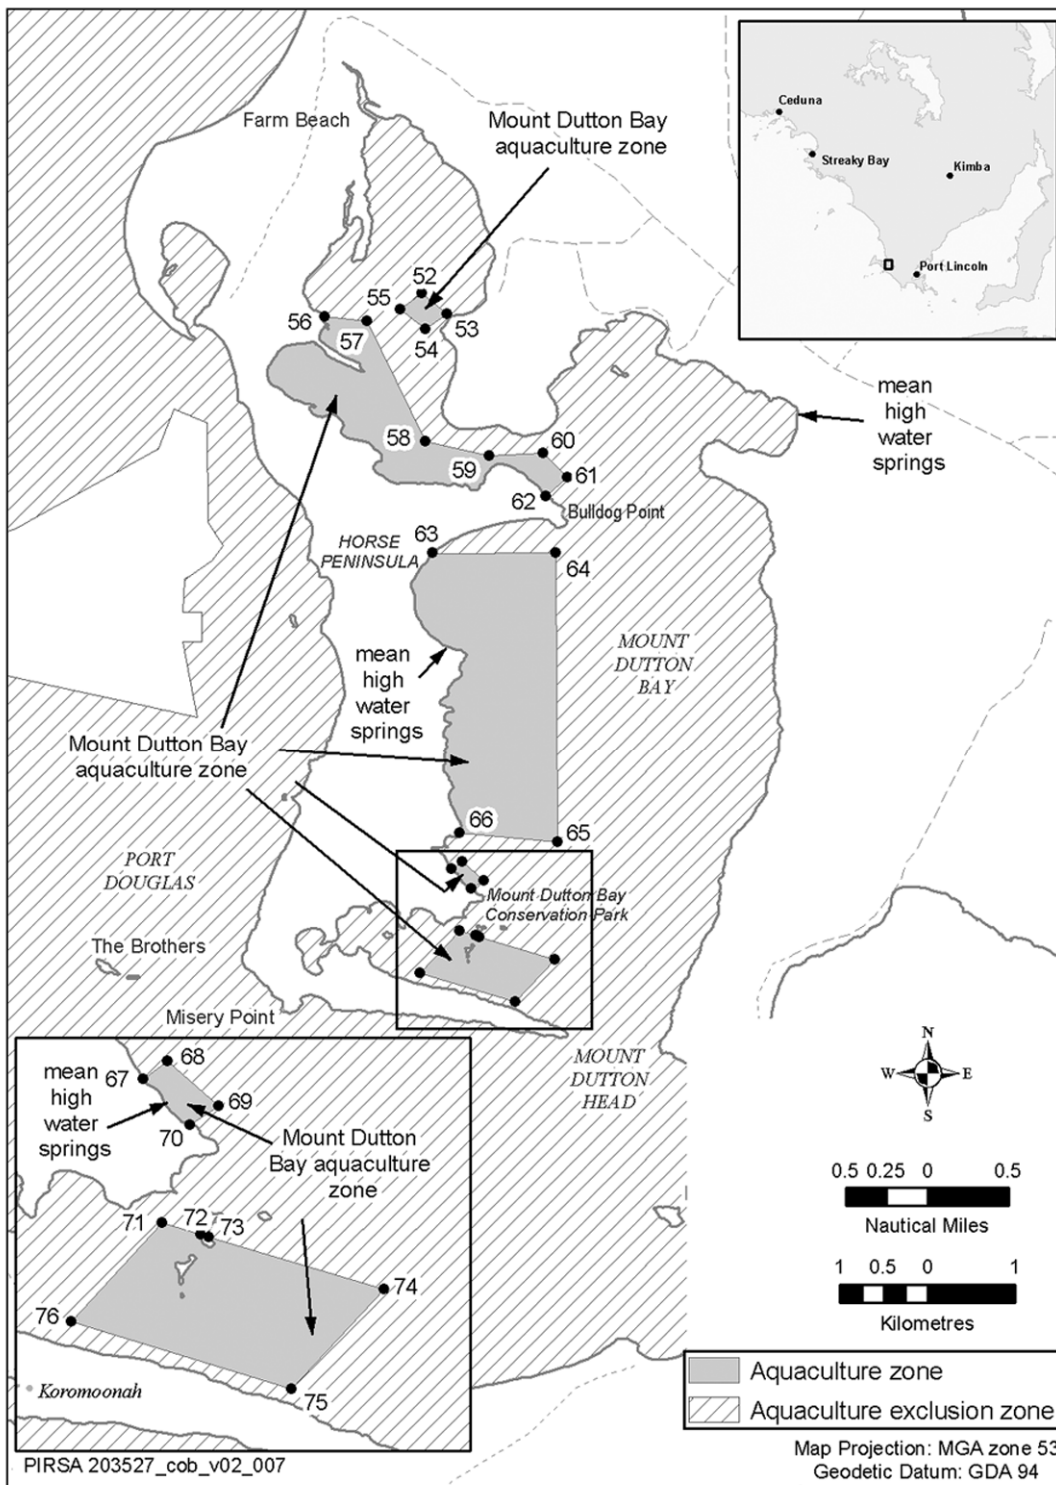 Farm Beach
Mount Dutton Bay
aquaculture zone
Ceduna
Streaky Bay
Kimba
Port Lincoln
52
55
53
56
57
54
mean
high
water
springs
58
59
60
61
62
Bulldog Point
63
HORSE
PENINSULA
64
MOUNT
DUTTON
BAY
mean
high
water
springs
Mount Dutton Bay
aquaculture zone
66
65
PORT
DOUGLAS
Mount Dutton Bay
Conservation Park
The Brothers
Misery Point
MOUNT
DUTTON
HEAD
mean
high
water
springs
67
68
69
70
Mount Dutton
Bay aquaculture
zone
71
72
73
74
76
75
Koromoonah
N
W
E
S
0.5 0.25 0 0.5
Nautical Miles
1 0.5 0 1
Kilometres
Aquaculture zone
Aquaculture exclusion zone
PIRSA 203527_cob_v02_007
Map Projection: MGA zone 53
Geodetic Datum: GDA 94